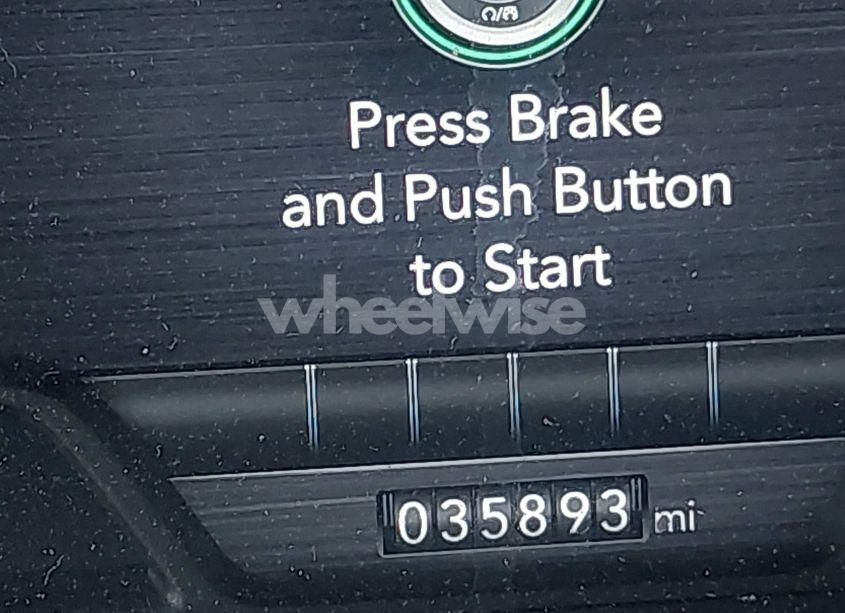 Press Brake
and Push Button
to Start
wheelwise
035893 mi